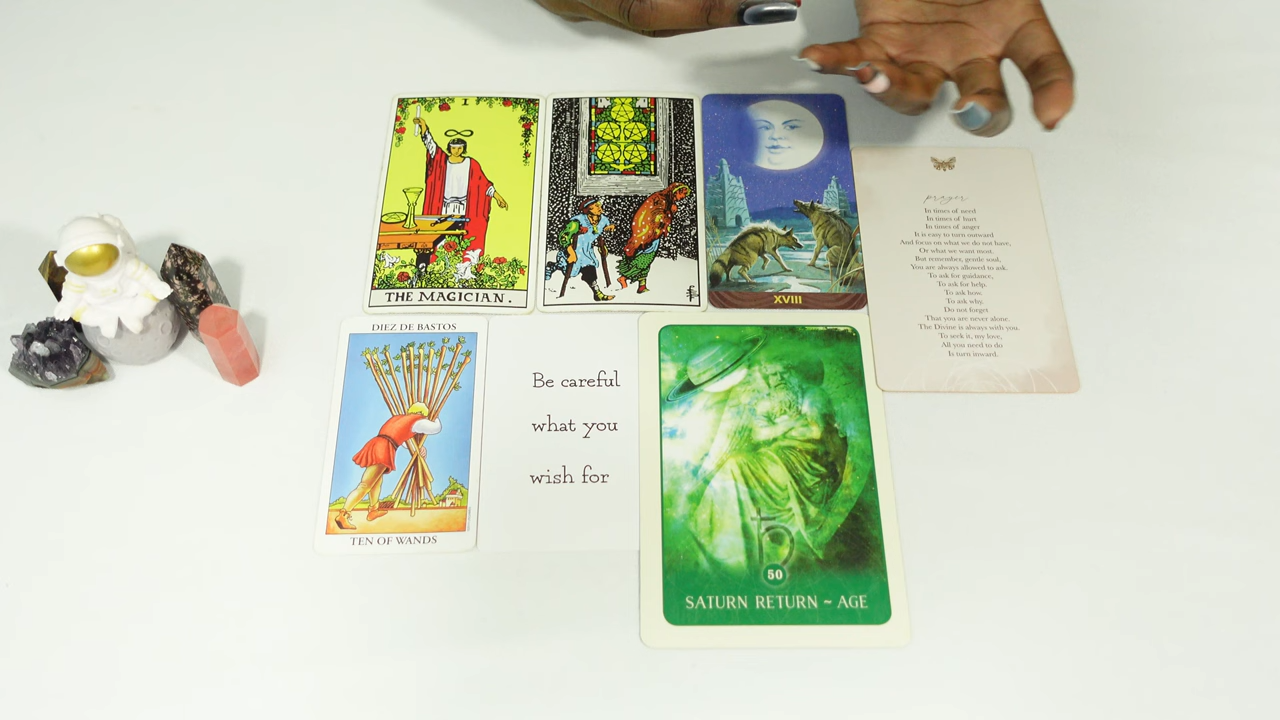 I
THE MAGICIAN.
XVIII
prayer
In times of need
In times of hurt
In times of anger
It is easy to turn outward
And focus on what we do not have,
Or what we want most.
But remember, gentle soul,
You are always allowed to ask.
To ask for guidance,
To ask for help.
To ask how.
To ask why.
Do not forget
That you are never alone.
The Divine is always with you.
To seek it, my love,
All you need to do
Is turn inward.
DIEZ DE BASTOS
TEN OF WANDS
Be careful
what you
wish for
50
SATURN RETURN ~ AGE